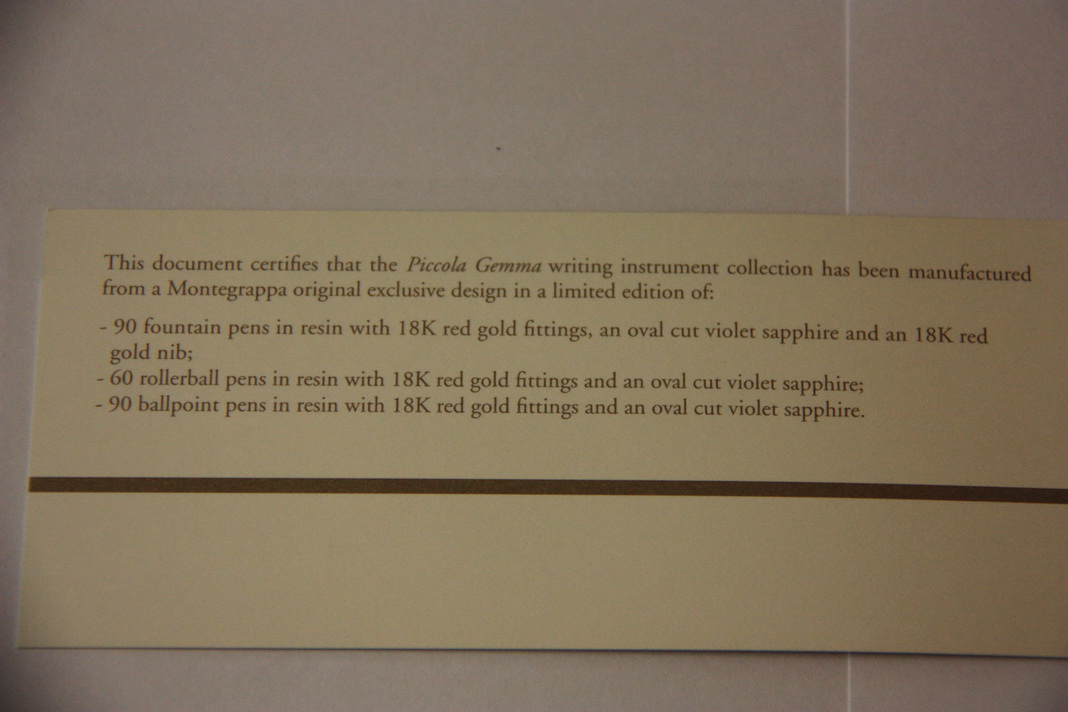 This document certifies that the Piccola Gemma writing instrument collection has been manufactured
from a Montegrappa original exclusive design in a limited edition of:
- 90 fountain pens in resin with 18K red gold fittings, an oval cut violet sapphire and an 18K red
gold nib;
- 60 rollerball pens in resin with 18K red gold fittings and an oval cut violet sapphire;
- 90 ballpoint pens in resin with 18K red gold fittings and an oval cut violet sapphire.